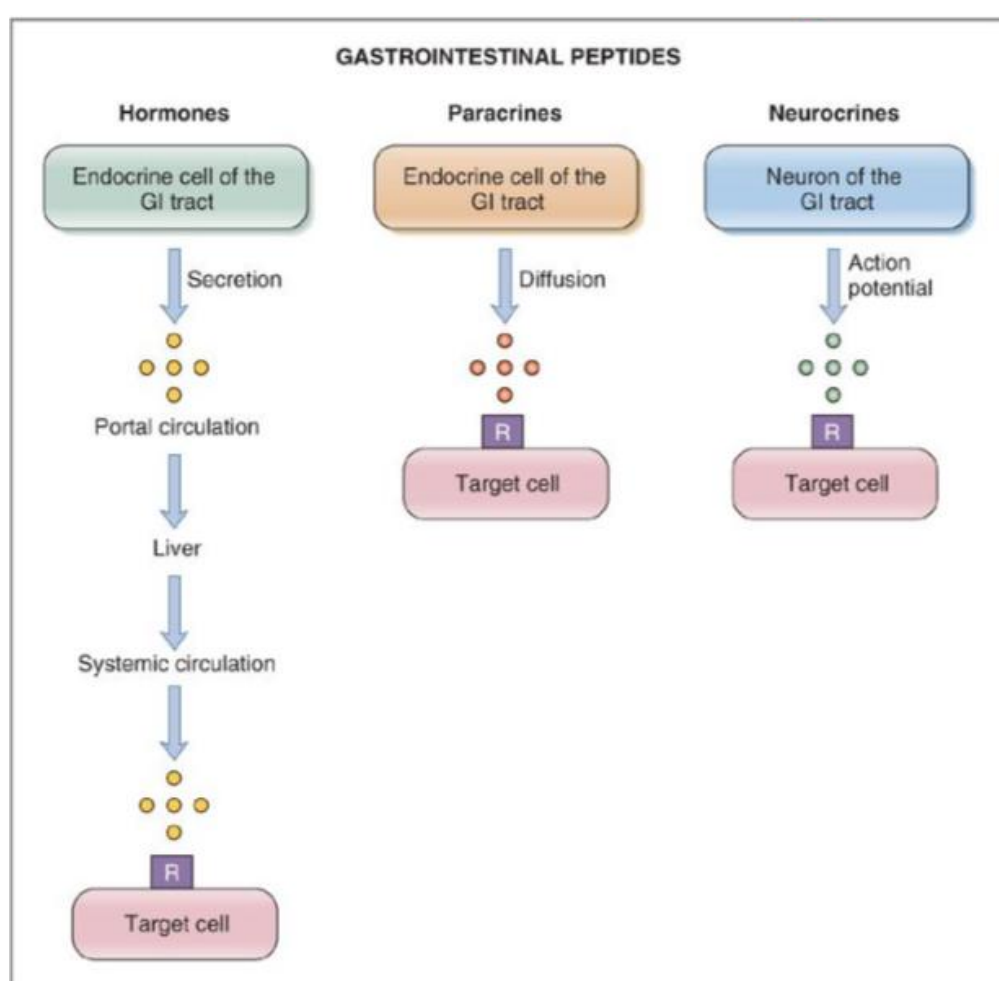 GASTROINTESTINAL PEPTIDES
Hormones
Endocrine cell of the
GI tract
Secretion
Portal circulation
Liver
Systemic circulation
R
Target cell
Paracrines
Endocrine cell of the
GI tract
Diffusion
R
Target cell
Neurocrines
Neuron of the
GI tract
Action
potential
R
Target cell